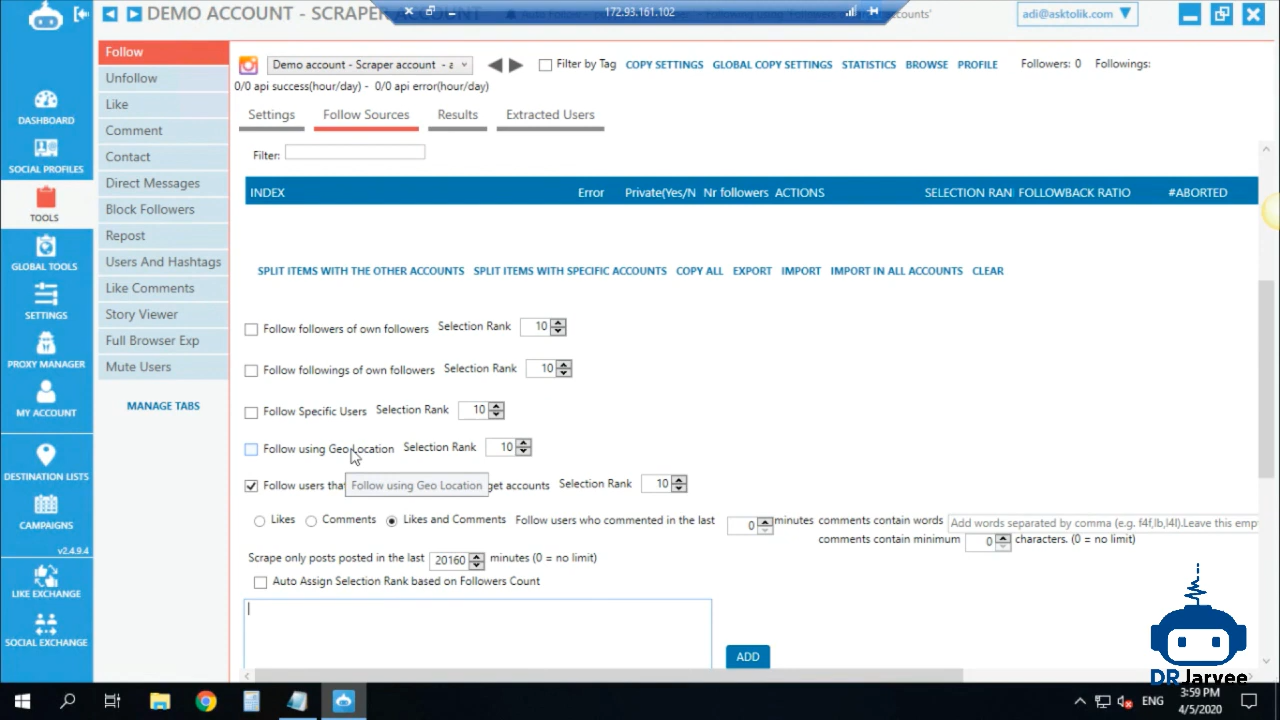 DEMO ACCOUNT - SCRAPER ACCOUNT
172.93.161.102
adi@asktolik.com
DASHBOARD
SOCIAL PROFILES
TOOLS
GLOBAL TOOLS
SETTINGS
PROXY MANAGER
MY ACCOUNT
DESTINATION LISTS
CAMPAIGNS
v2.4.9.4
LIKE EXCHANGE
SOCIAL EXCHANGE
Follow
Unfollow
Like
Comment
Contact
Direct Messages
Block Followers
Repost
Users And Hashtags
Like Comments
Story Viewer
Full Browser Exp
Mute Users
MANAGE TABS
Demo account - Scraper account - a
Filter by Tag
COPY SETTINGS
GLOBAL COPY SETTINGS
STATISTICS
BROWSE
PROFILE
Followers: 0
Followings:
0/0 api success(hour/day) - 0/0 api error(hour/day)
Settings
Follow Sources
Results
Extracted Users
Filter:
INDEX
Error
Private(Yes/N
Nr followers
ACTIONS
SELECTION RAN
FOLLOWBACK RATIO
#ABORTED
SPLIT ITEMS WITH THE OTHER ACCOUNTS
SPLIT ITEMS WITH SPECIFIC ACCOUNTS
COPY ALL
EXPORT
IMPORT
IMPORT IN ALL ACCOUNTS
CLEAR
Follow followers of own followers Selection Rank 10
Follow followings of own followers Selection Rank 10
Follow Specific Users Selection Rank 10
Follow using Geo Location Selection Rank 10
Follow users that
Follow using Geo Location
get accounts Selection Rank 10
Likes
Comments
Likes and Comments
Follow users who commented in the last 0 minutes
comments contain words
Add words separated by comma (e.g. f4f,lb,l4l).Leave this empt
comments contain minimum 0 characters. (0 = no limit)
Scrape only posts posted in the last 20160 minutes (0 = no limit)
Auto Assign Selection Rank based on Followers Count
ADD
DR Jarvee
ENG
3:59 PM
4/5/2020